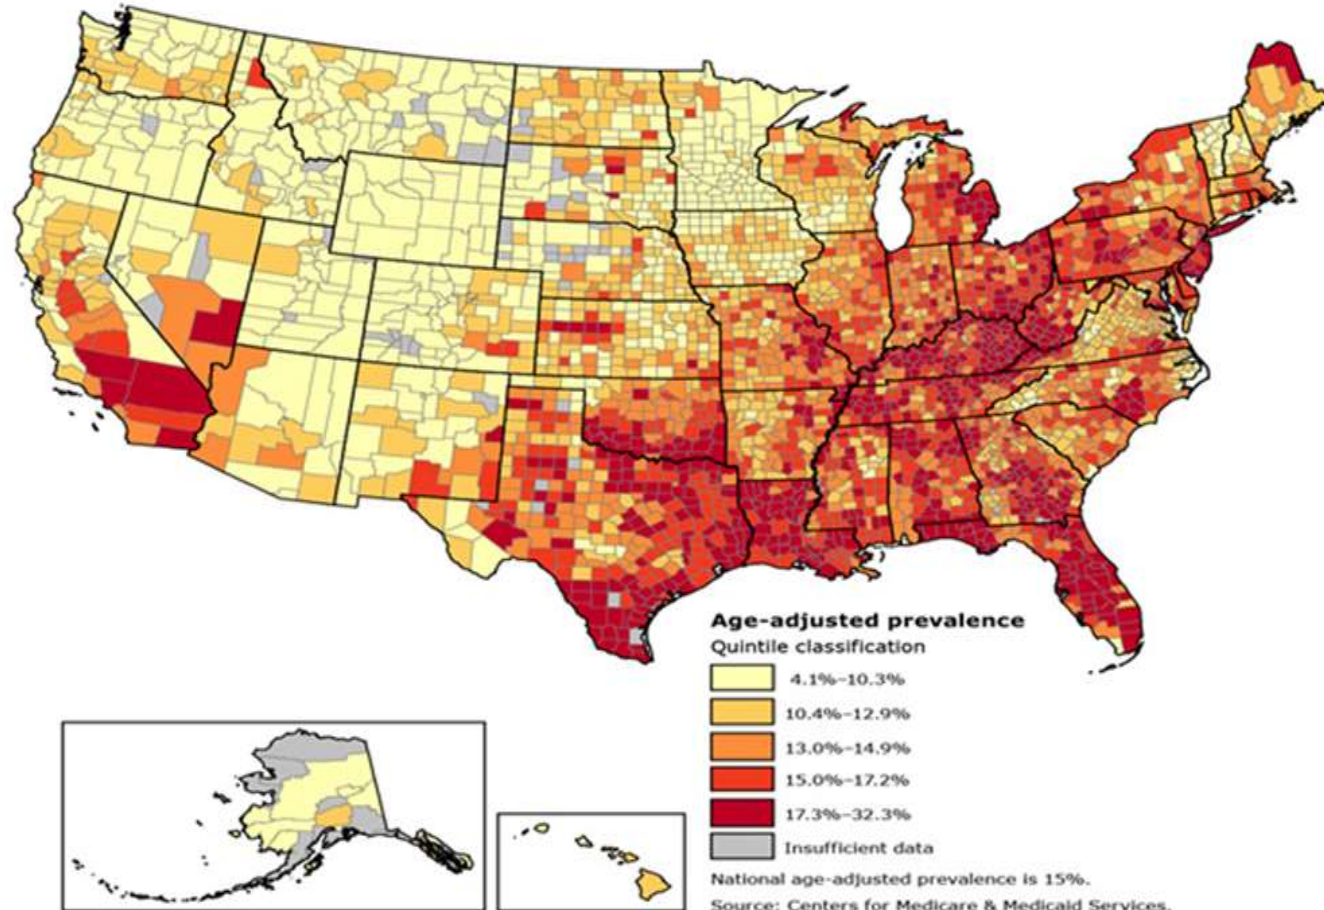 Age-adjusted prevalence
Quintile classification
4.1%–10.3%
10.4%–12.9%
13.0%–14.9%
15.0%–17.2%
17.3%–32.3%
Insufficient data
National age-adjusted prevalence is 15%.
Source: Centers for Medicare & Medicaid Services.